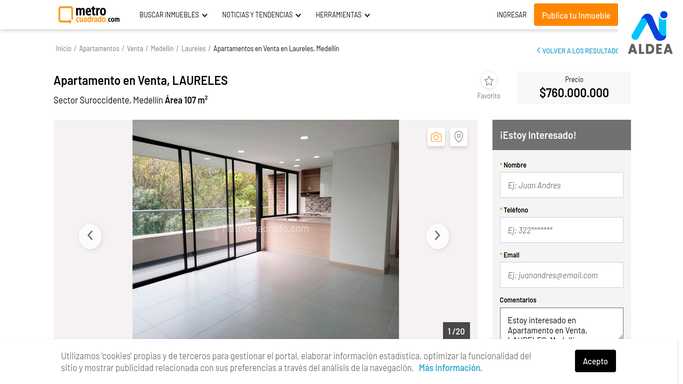 metro
cuadrado.com
BUSCAR INMUEBLES
NOTICIAS Y TENDENCIAS
HERRAMIENTAS
INGRESAR
Publica tu Inmueble
ALDEA
Inicio / Apartamentos / Venta / Medellín / Laureles / Apartamentos en Venta en Laureles, Medellín
VOLVER A LOS RESULTADO
Apartamento en Venta, LAURELES
Sector Suroccidente, Medellín Área 107 m²
Favorito
Precio
$760.000.000
¡Estoy Interesado!
* Nombre
Ej: Juan Andres
* Teléfono
Ej: 322*******
* Email
Ej: juanandres@email.com
Comentarios
Estoy interesado en
Apartamento en Venta,
1 / 20
Utilizamos 'cookies' propias y de terceros para gestionar el portal, elaborar información estadística, optimizar la funcionalidad del
sitio y mostrar publicidad relacionada con sus preferencias a través del análisis de la navegación. Más información.
Acepto